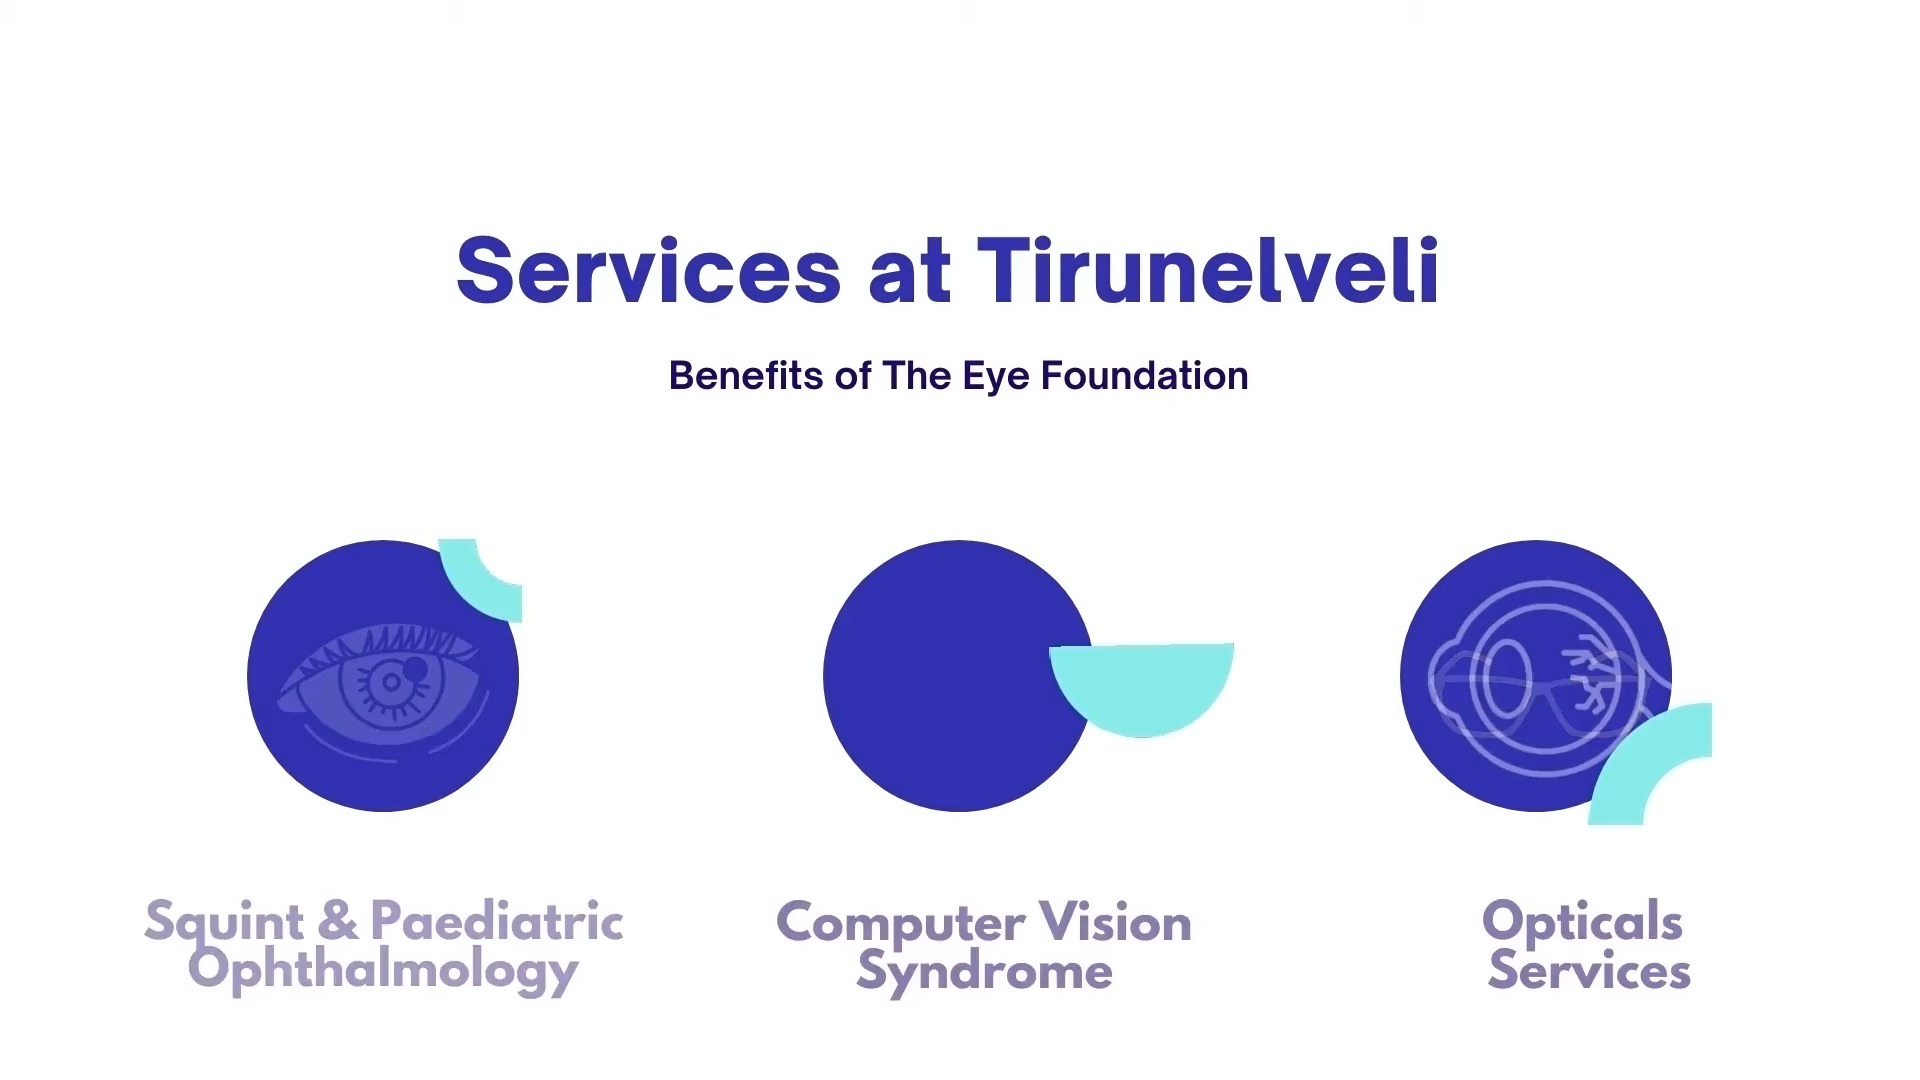 Services at Tirunelveli
Benefits of The Eye Foundation
Squint & Paediatric
Ophthalmology
Computer Vision
Syndrome
Opticals
Services